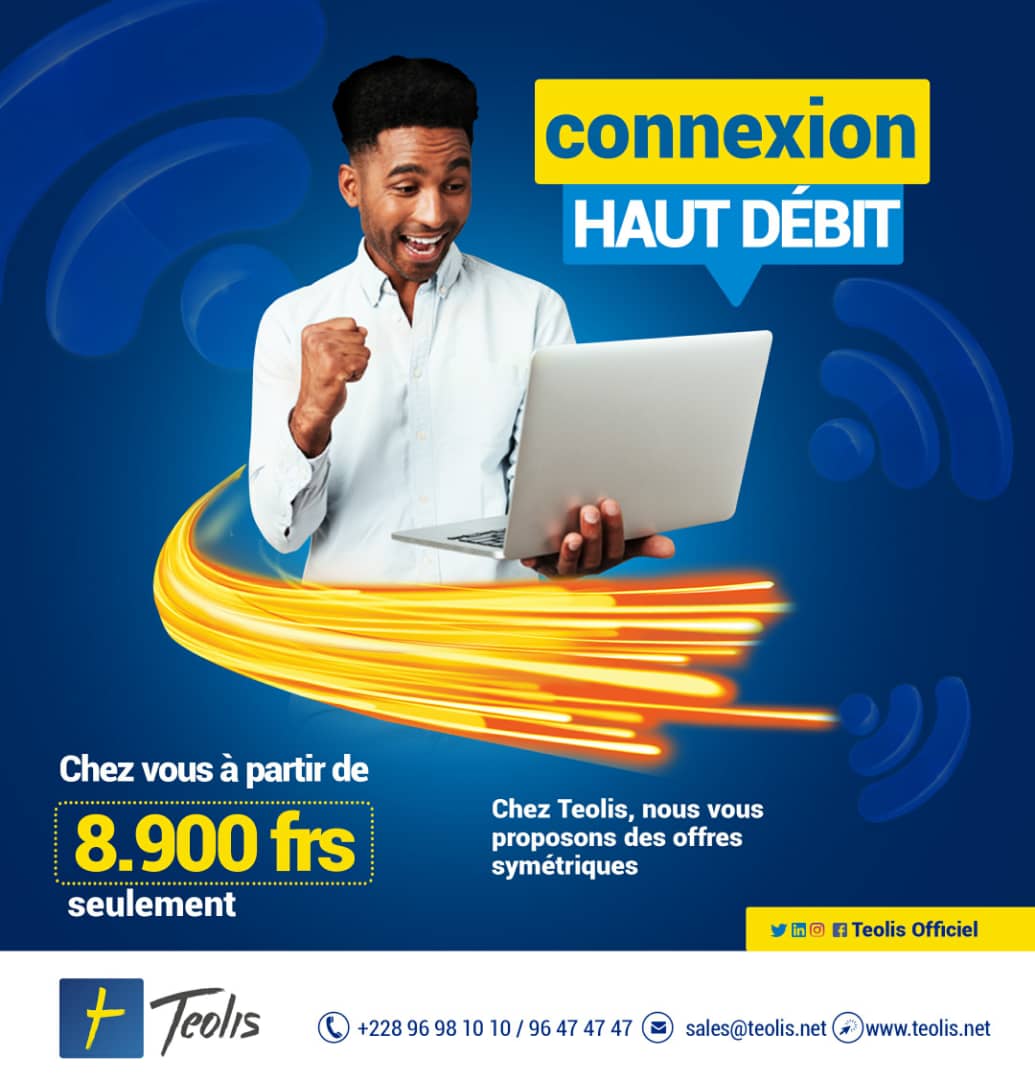 connexion
HAUT DÉBIT
Chez vous à partir de
8.900 frs
seulement
Chez Teolis, nous vous
proposons des offres
symétriques
Teolis Officiel
Teolis
+228 96 98 10 10 / 96 47 47 47
sales@teolis.net
www.teolis.net